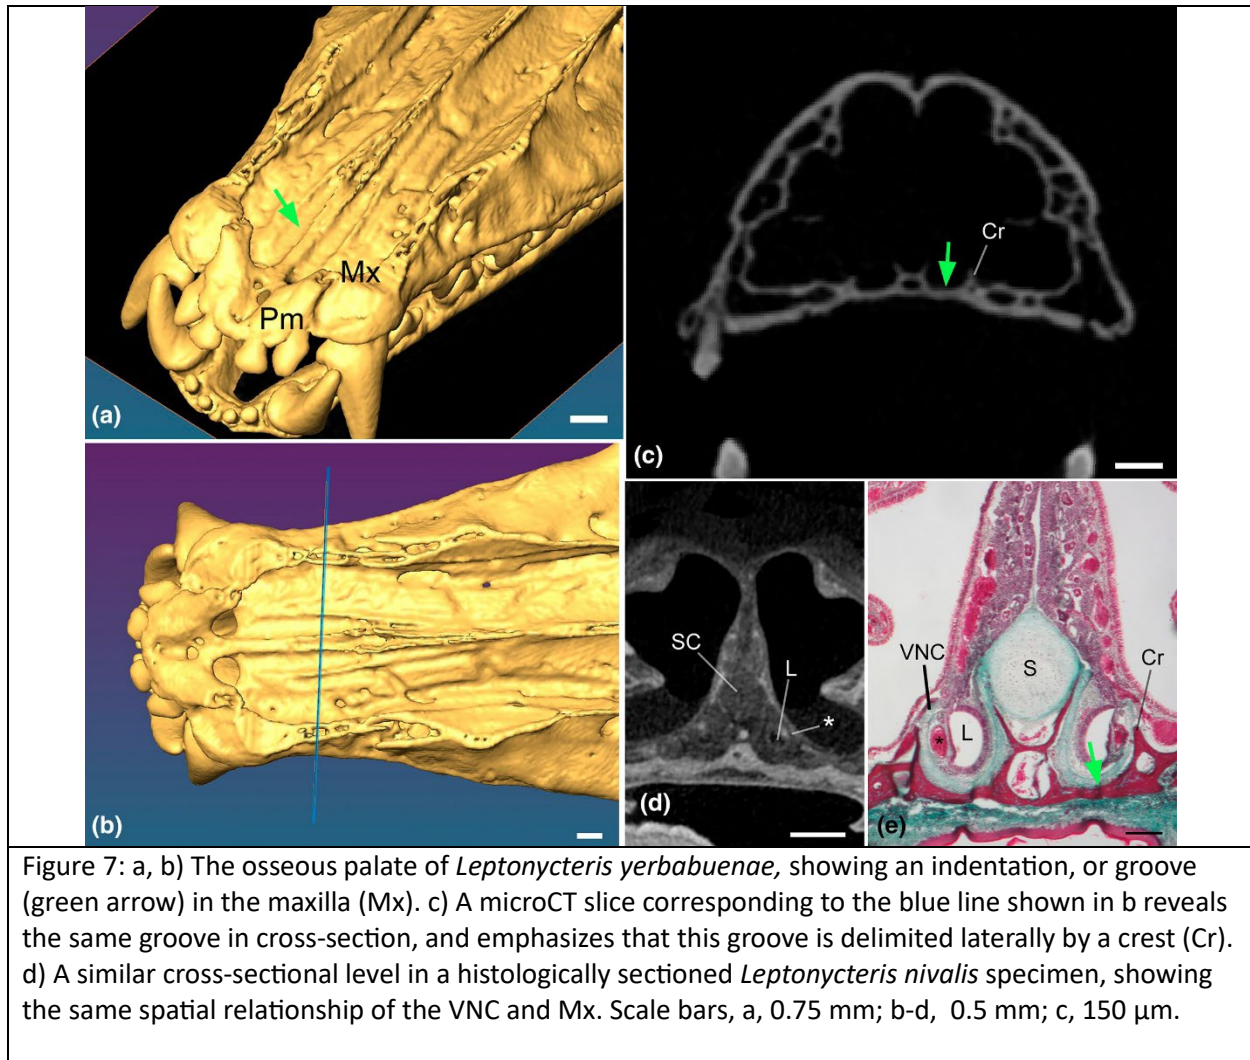 Mx
Pm
(a)
(b)
Cr
(c)
SC
L
*
(d)
VNC
S
Cr
*
L
(e)
Figure 7: a, b) The osseous palate of Leptonycteris yerbabuenae, showing an indentation, or groove
(green arrow) in the maxilla (Mx). c) A microCT slice corresponding to the blue line shown in b reveals
the same groove in cross-section, and emphasizes that this groove is delimited laterally by a crest (Cr).
d) A similar cross-sectional level in a histologically sectioned Leptonycteris nivalis specimen, showing
the same spatial relationship of the VNC and Mx. Scale bars, a, 0.75 mm; b-d, 0.5 mm; c, 150 µm.